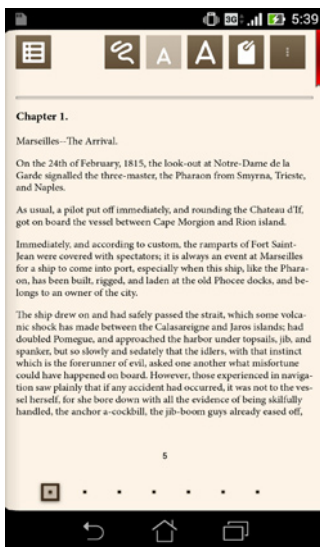 3G 5:39
A A
Chapter 1.
Marseilles--The Arrival.
On the 24th of February, 1815, the look-out at Notre-Dame de la
Garde signalled the three-master, the Pharaon from Smyrna, Trieste,
and Naples.
As usual, a pilot put off immediately, and rounding the Chateau d'If,
got on board the vessel between Cape Morgion and Rion island.
Immediately, and according to custom, the ramparts of Fort Saint-
Jean were covered with spectators; it is always an event at Marseilles
for a ship to come into port, especially when this ship, like the Phara-
on, has been built, rigged, and laden at the old Phocee docks, and be-
longs to an owner of the city.
The ship drew on and had safely passed the strait, which some volca-
nic shock has made between the Calasareigne and Jaros islands; had
doubled Pomegue, and approached the harbor under topsails, jib, and
spanker, but so slowly and sedately that the idlers, with that instinct
which is the forerunner of evil, asked one another what misfortune
could have happened on board. However, those experienced in naviga-
tion saw plainly that if any accident had occurred, it was not to the ves-
sel herself, for she bore down with all the evidence of being skilfully
handled, the anchor a-cockbill, the jib-boom guys already eased off,
5